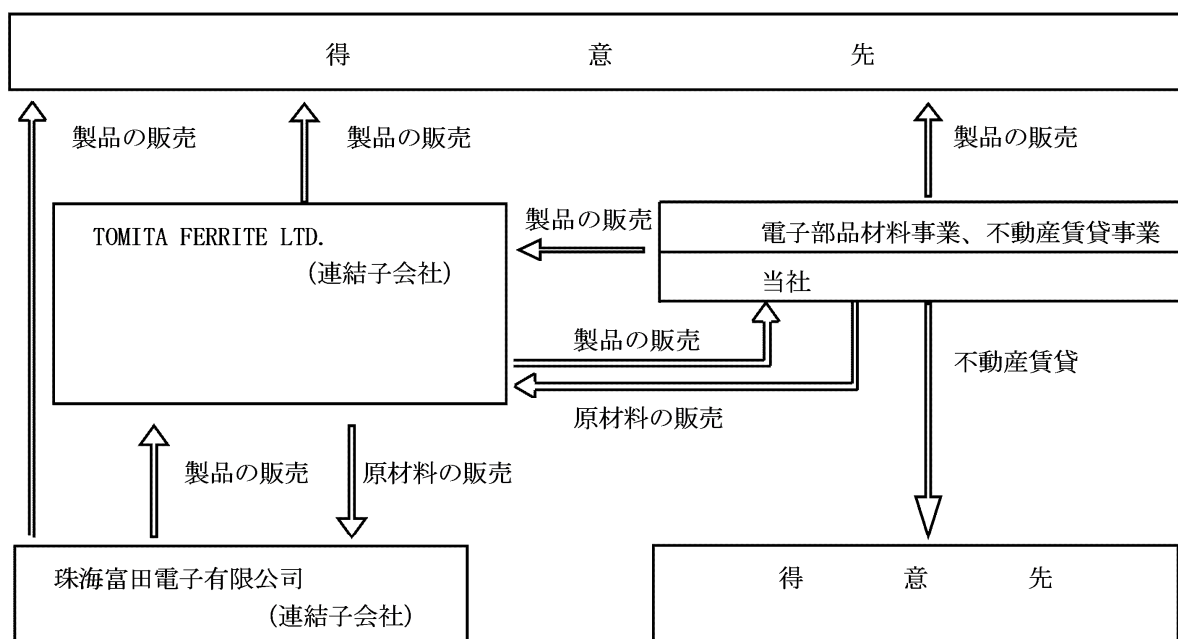 得意先
製品の販売
製品の販売
製品の販売
TOMITA FERRITE LTD.
(連結子会社)
製品の販売
電子部品材料事業、不動産賃貸事業
当社
製品の販売
原材料の販売
不動産賃貸
製品の販売
原材料の販売
珠海富田電子有限公司
(連結子会社)
得意先